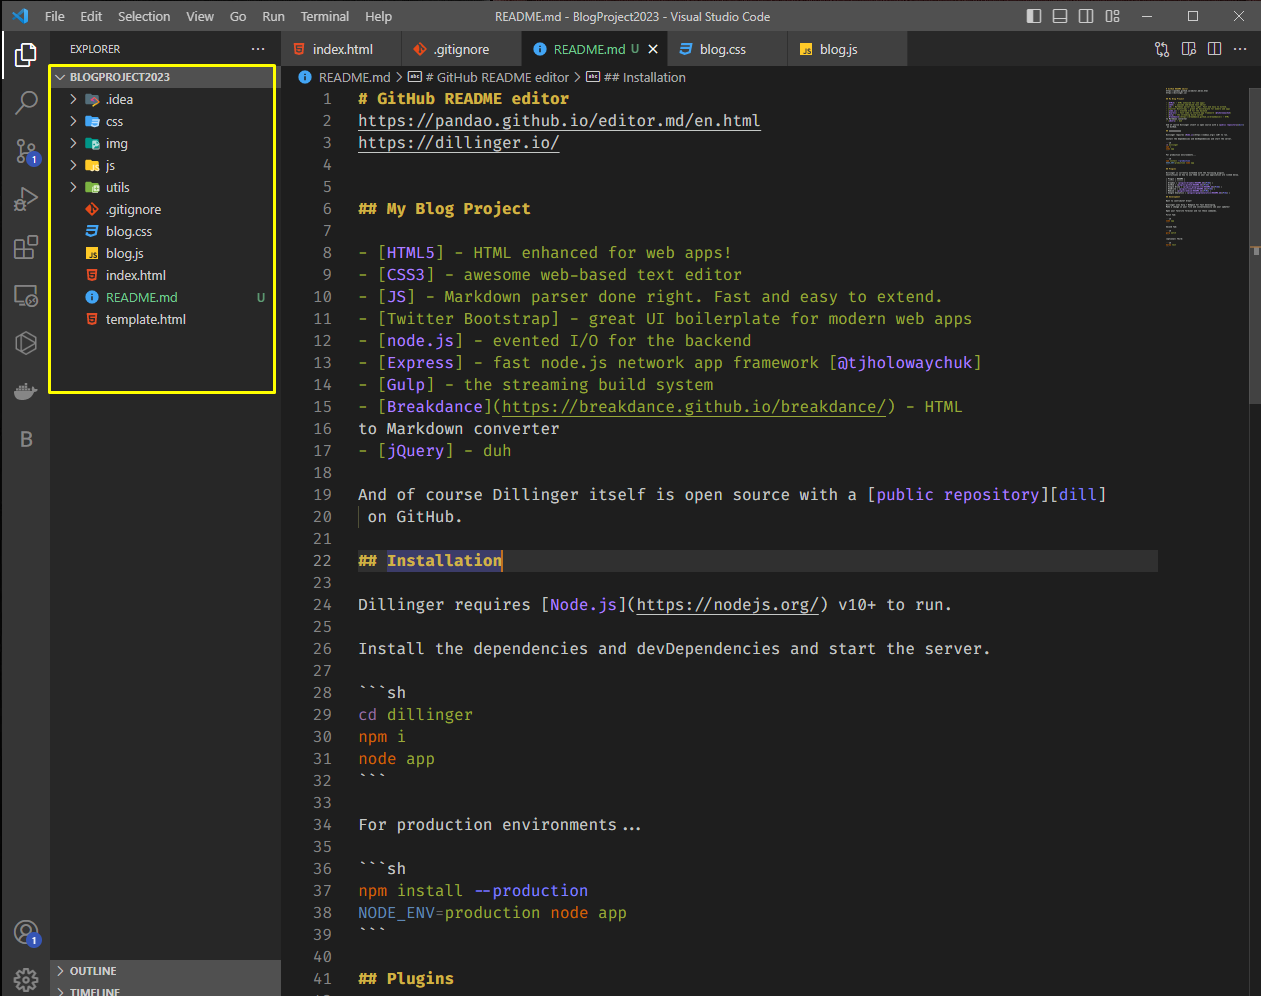 File Edit Selection View Go Run Terminal Help README.md - BlogProject2023 - Visual Studio Code
EXPLORER
index.html .gitignore README.md U blog.css blog.js
BLOGPROJECT2023
.idea
css
img
js
utils
.gitignore
blog.css
blog.js
index.html
README.md U
template.html
1
1
B
OUTLINE
TIMELINE
README.md > # GitHub README editor > ## Installation
1 # GitHub README editor
2 https://pandao.github.io/editor.md/en.html
3 https://dillinger.io/
4
5
6 ## My Blog Project
7
8 - [HTML5] - HTML enhanced for web apps!
9 - [CSS3] - awesome web-based text editor
10 - [JS] - Markdown parser done right. Fast and easy to extend.
11 - [Twitter Bootstrap] - great UI boilerplate for modern web apps
12 - [node.js] - evented I/O for the backend
13 - [Express] - fast node.js network app framework [@tjholowaychuk]
14 - [Gulp] - the streaming build system
15 - [Breakdance](https://breakdance.github.io/breakdance/) - HTML
16 to Markdown converter
17 - [jQuery] - duh
18
19 And of course Dillinger itself is open source with a [public repository][dill]
20 on GitHub.
21
22 ## Installation
23
24 Dillinger requires [Node.js](https://nodejs.org/) v10+ to run.
25
26 Install the dependencies and devDependencies and start the server.
27
28 ```sh
29 cd dillinger
30 npm i
31 node app
32 ```
33
34 For production environments...
35
36 ```sh
37 npm install --production
38 NODE_ENV=production node app
39 ```
40
41 ## Plugins